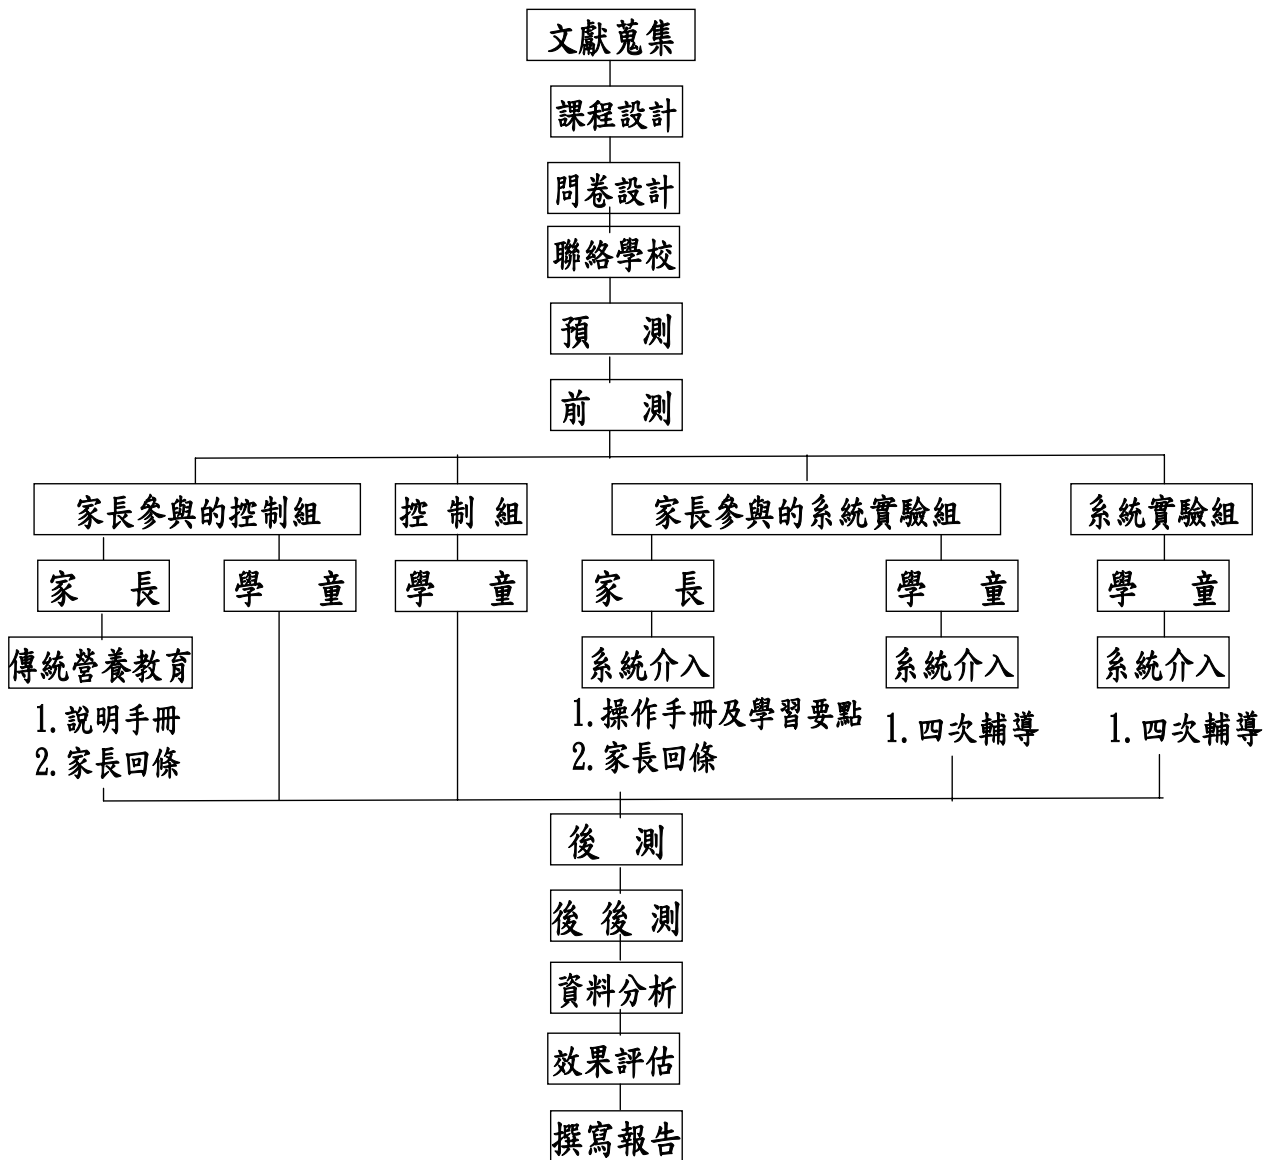 文獻蒐集
課程設計
問卷設計
聯絡學校
預 測
前 測
家長參與的控制組 控制組 家長參與的系統實驗組 系統實驗組
家 長 學 童 學 童 家 長 學 童 學 童
傳統營養教育 系統介入 系統介入 系統介入
1.說明手冊
2.家長回條
1.操作手冊及學習要點
2.家長回條
1.四次輔導
1.四次輔導
後 測
後後測
資料分析
效果評估
撰寫報告